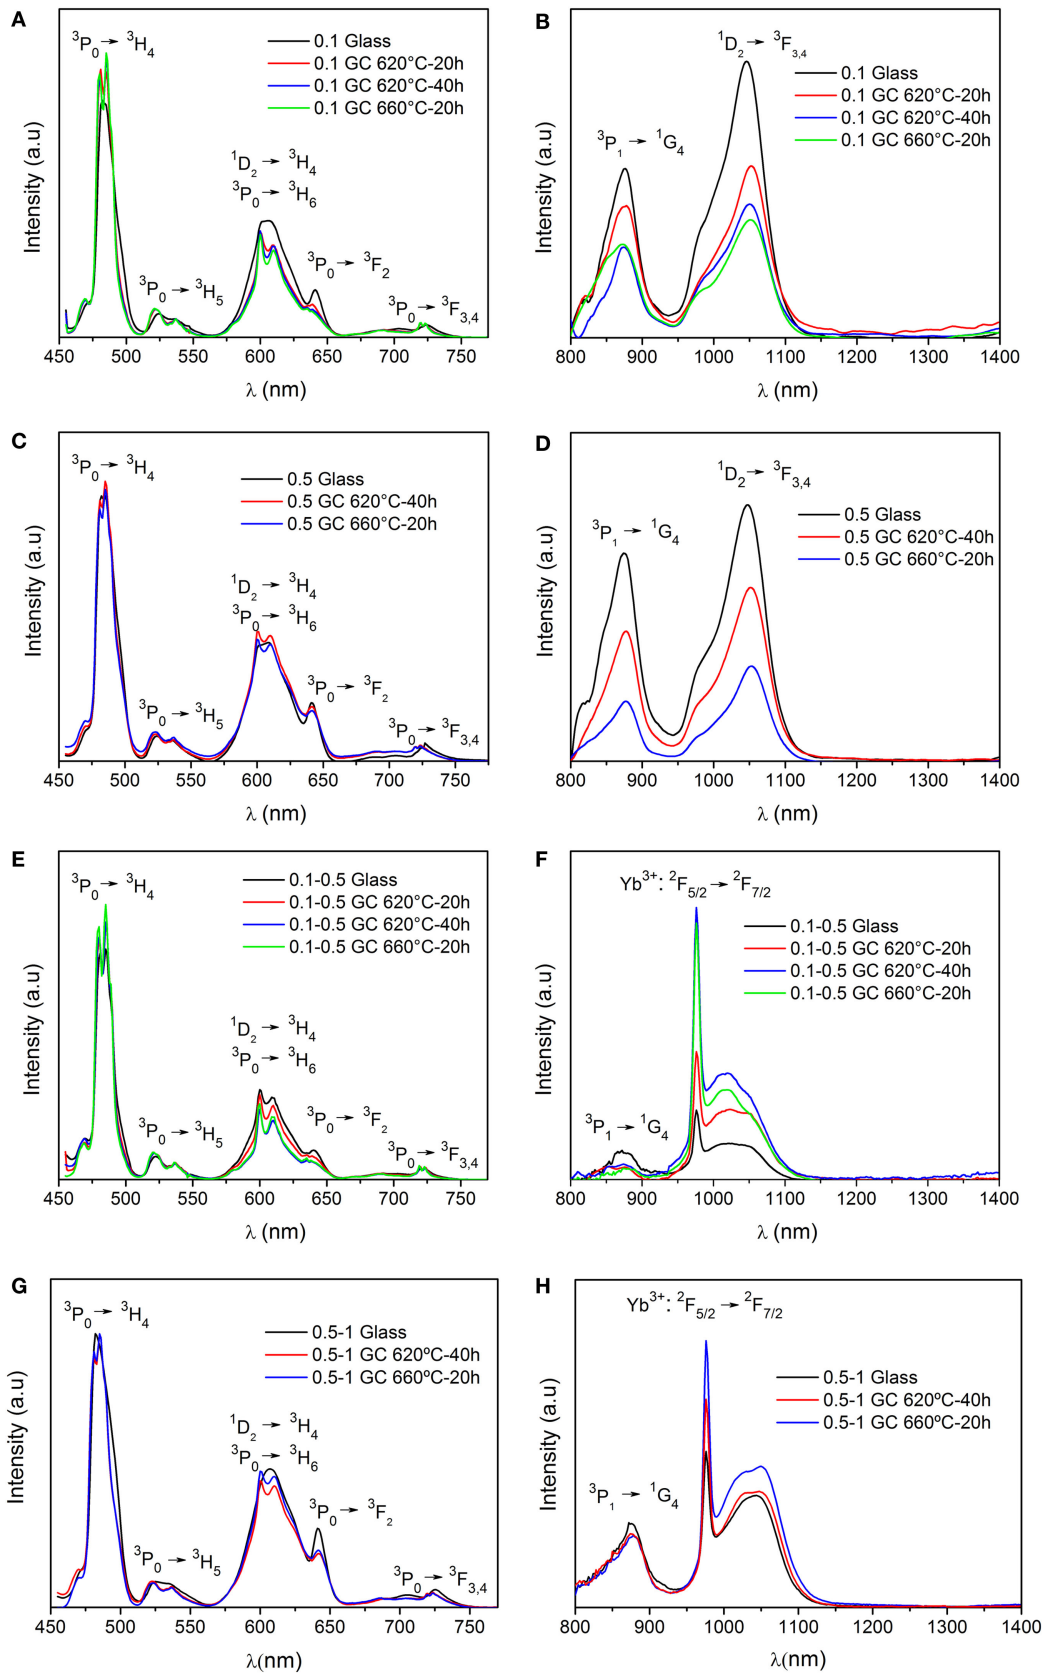 A
³P₀ → ³H₄
0.1 Glass
0.1 GC 620°C-20h
0.1 GC 620°C-40h
0.1 GC 660°C-20h
¹D₂ → ³H₄
³P₀ → ³H₆
³P₀ → ³F₂
³P₀ → ³H₅
³P₀ → ³F₃,₄
Intensity (a.u)
450 500 550 600 650 700 750
λ (nm)
B
¹D₂ → ³F₃,₄
0.1 Glass
0.1 GC 620°C-20h
0.1 GC 620°C-40h
0.1 GC 660°C-20h
³P₁ → ¹G₄
Intensity (a.u)
800 900 1000 1100 1200 1300 1400
λ (nm)
C
³P₀ → ³H₄
0.5 Glass
0.5 GC 620°C-40h
0.5 GC 660°C-20h
¹D₂ → ³H₄
³P₀ → ³H₆
³P₀ → ³F₂
³P₀ → ³H₅
³P₀ → ³F₃,₄
Intensity (a.u)
450 500 550 600 650 700 750
λ (nm)
D
¹D₂ → ³F₃,₄
0.5 Glass
0.5 GC 620°C-40h
0.5 GC 660°C-20h
³P₁ → ¹G₄
Intensity (a.u)
800 900 1000 1100 1200 1300 1400
λ (nm)
E
³P₀ → ³H₄
0.1-0.5 Glass
0.1-0.5 GC 620°C-20h
0.1-0.5 GC 620°C-40h
0.1-0.5 GC 660°C-20h
¹D₂ → ³H₄
³P₀ → ³H₆
³P₀ → ³F₂
³P₀ → ³H₅
³P₀ → ³F₃,₄
Intensity (a.u)
450 500 550 600 650 700 750
λ (nm)
F
Yb³⁺: ²F₅/₂ → ²F₇/₂
0.1-0.5 Glass
0.1-0.5 GC 620°C-20h
0.1-0.5 GC 620°C-40h
0.1-0.5 GC 660°C-20h
³P₁ → ¹G₄
Intensity (a.u)
800 900 1000 1100 1200 1300 1400
λ (nm)
G
³P₀ → ³H₄
0.5-1 Glass
0.5-1 GC 620ºC-40h
0.5-1 GC 660ºC-20h
¹D₂ → ³H₄
³P₀ → ³H₆
³P₀ → ³F₂
³P₀ → ³H₅
³P₀ → ³F₃,₄
Intensity (a.u)
450 500 550 600 650 700 750
λ(nm)
H
Yb³⁺: ²F₅/₂ → ²F₇/₂
0.5-1 Glass
0.5-1 GC 620ºC-40h
0.5-1 GC 660ºC-20h
³P₁ → ¹G₄
Intensity (a.u)
800 900 1000 1100 1200 1300 1400
λ(nm)